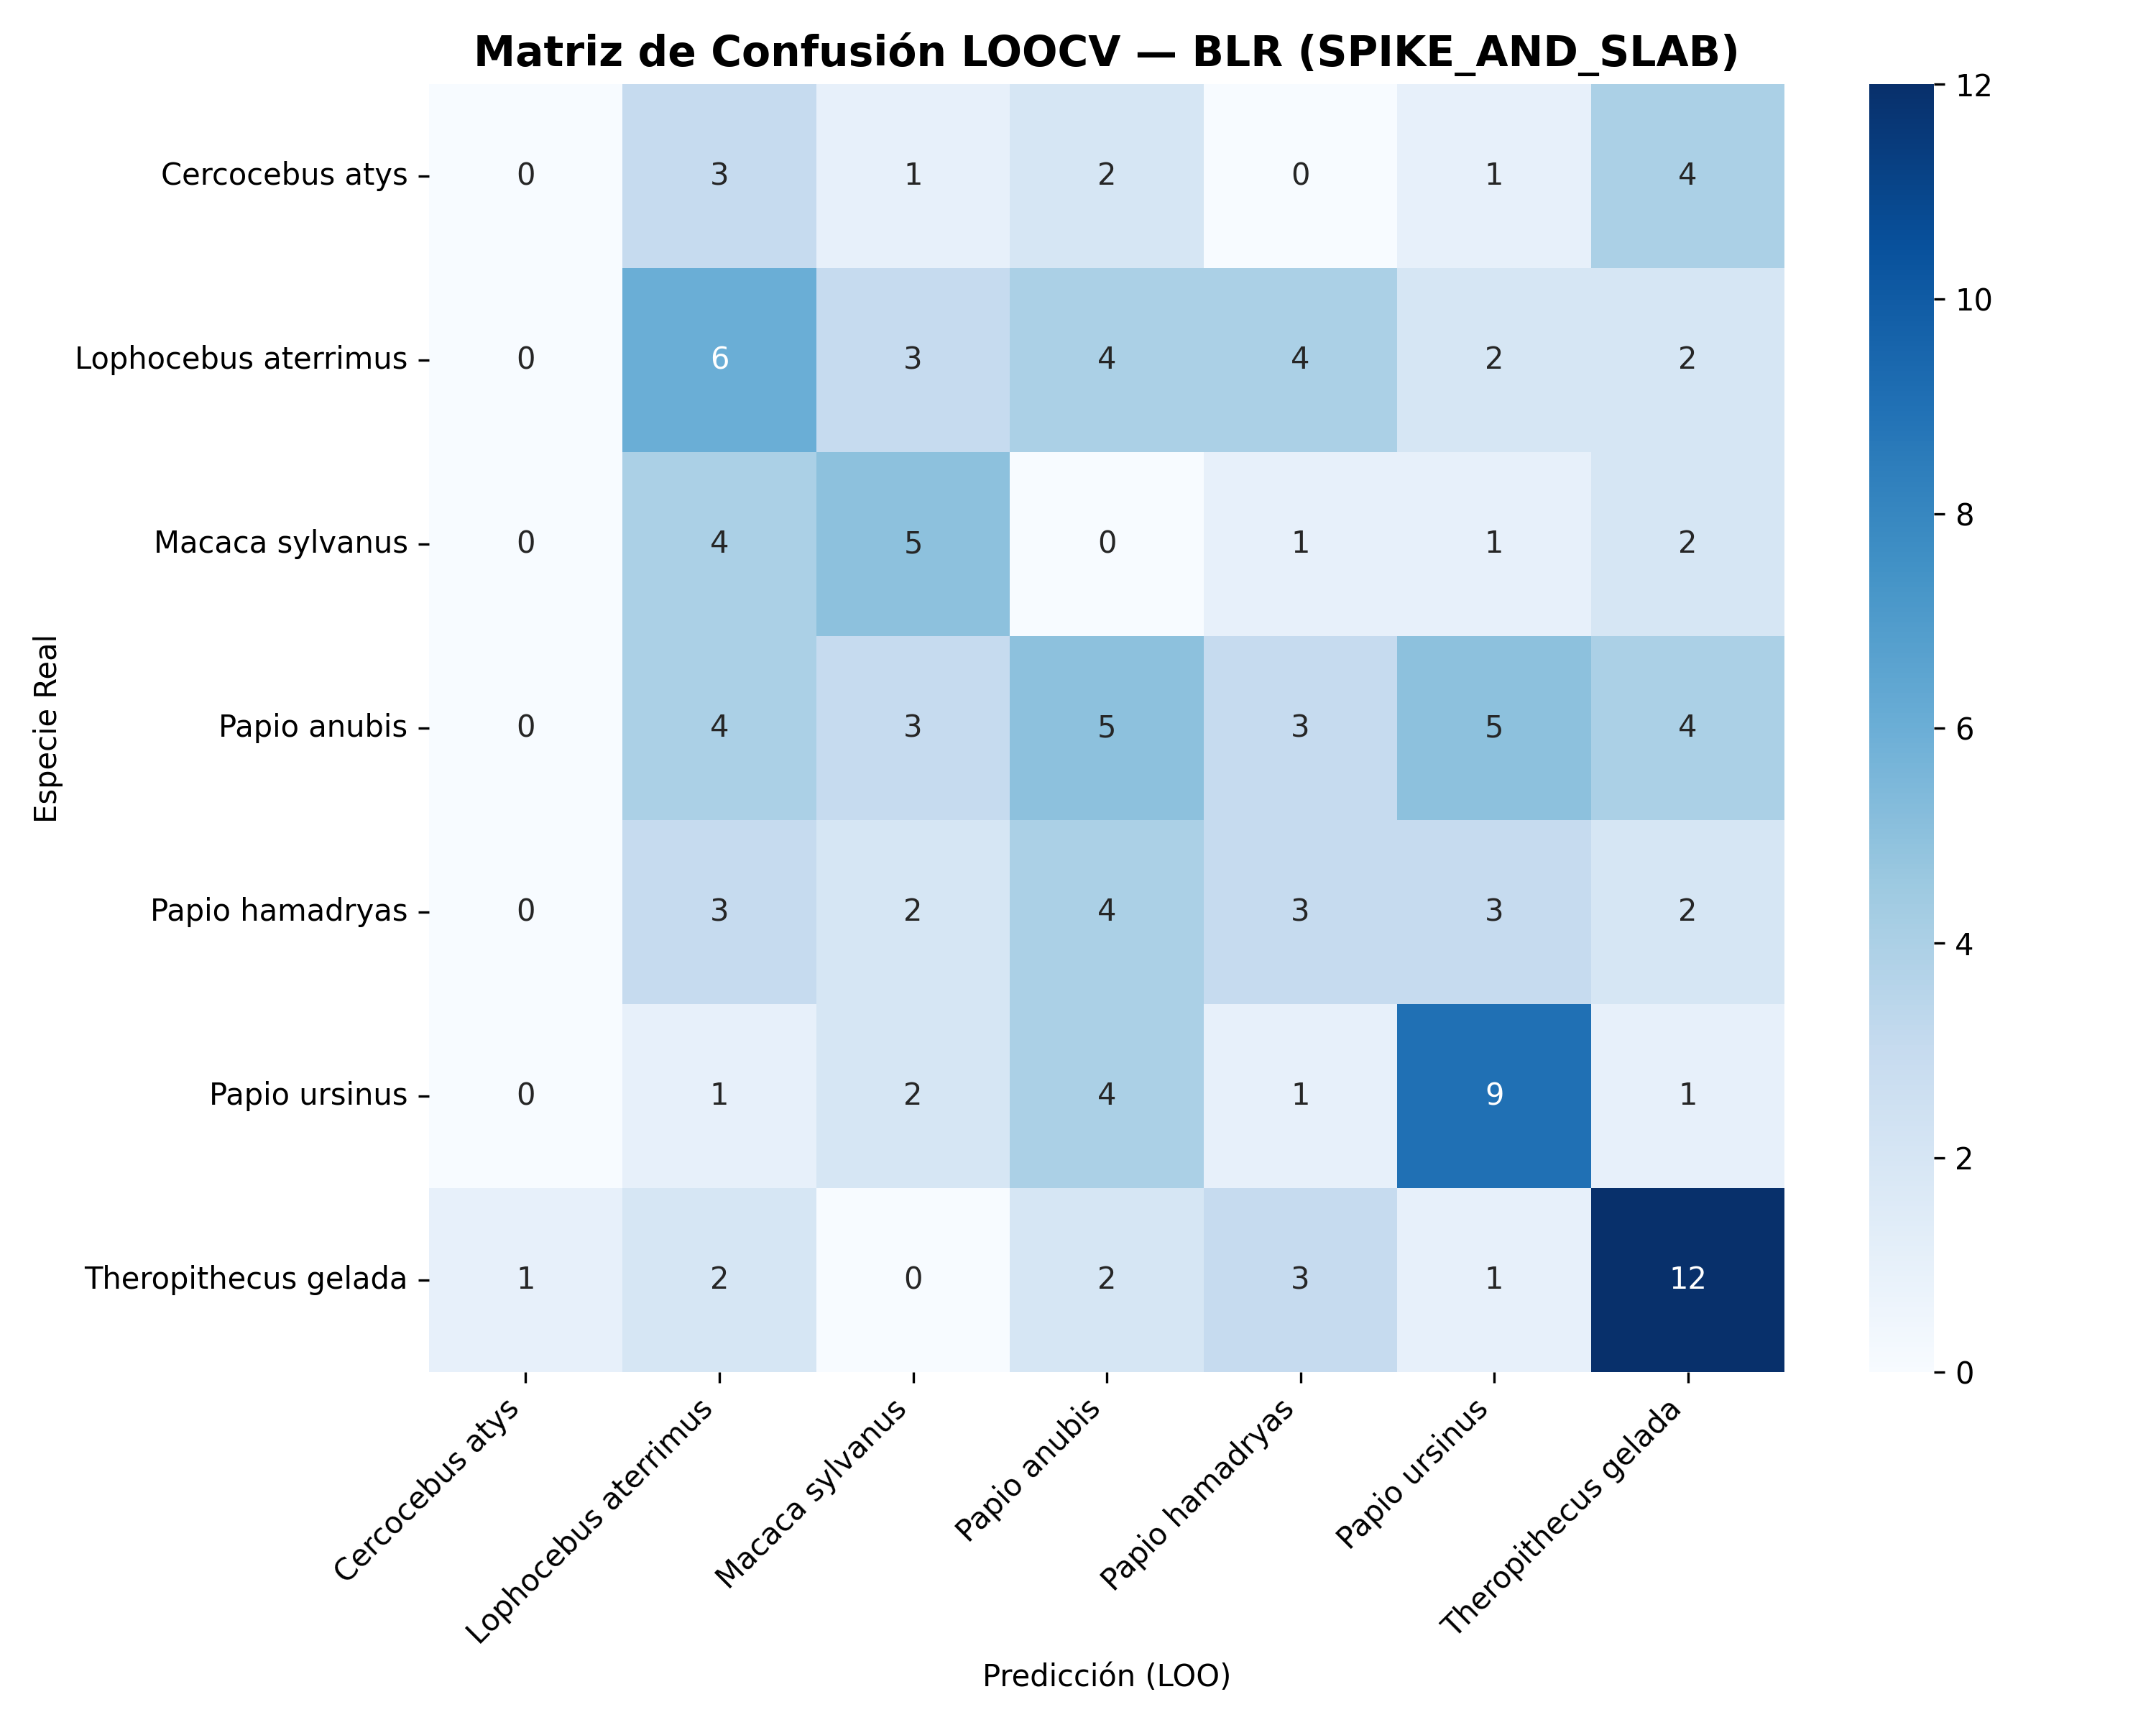 Matriz de Confusión LOOCV — BLR (SPIKE_AND_SLAB)
Cercocebus atys 0 3 1 2 0 1 4
Lophocebus aterrimus 0 6 3 4 4 2 2
Macaca sylvanus 0 4 5 0 1 1 2
Papio anubis 0 4 3 5 3 5 4
Papio hamadryas 0 3 2 4 3 3 2
Papio ursinus 0 1 2 4 1 9 1
Theropithecus gelada 1 2 0 2 3 1 12
Especie Real
Cercocebus atys
Lophocebus aterrimus
Macaca sylvanus
Papio anubis
Papio hamadryas
Papio ursinus
Theropithecus gelada
Predicción (LOO)
12
10
8
6
4
2
0